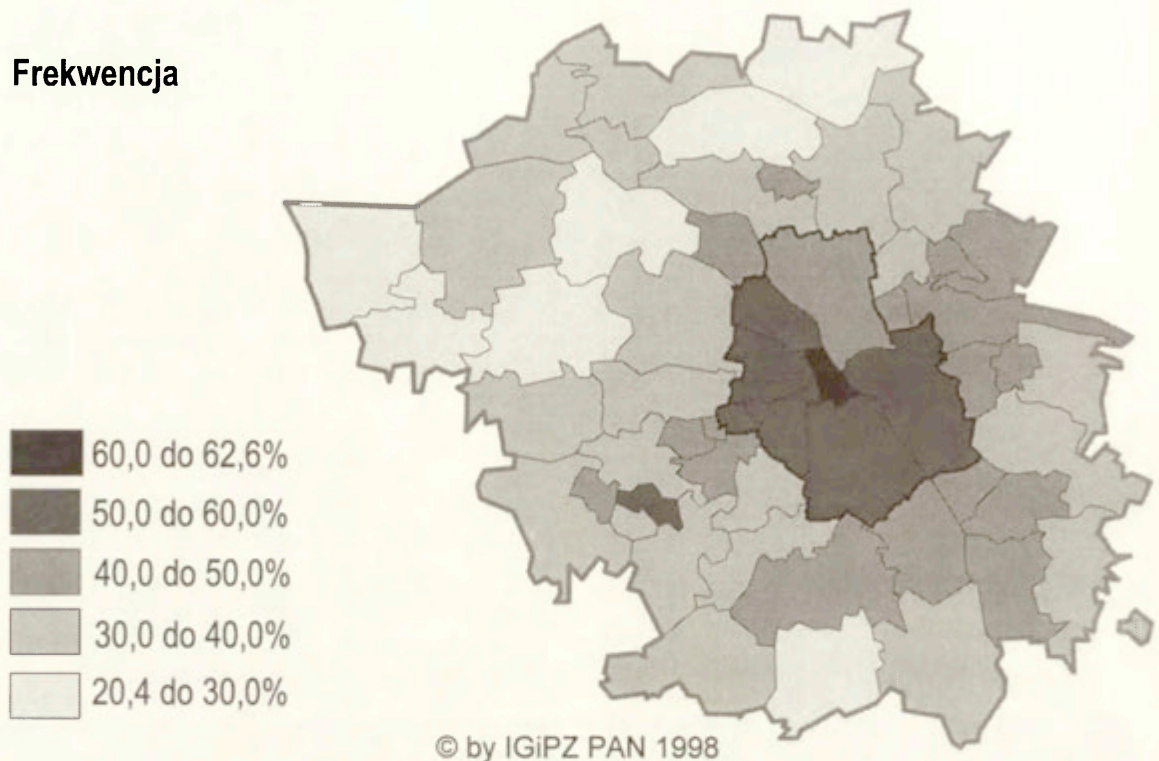 Frekwencja
60,0 do 62,6%
50,0 do 60,0%
40,0 do 50,0%
30,0 do 40,0%
20,4 do 30,0%
© by IGiPZ PAN 1998